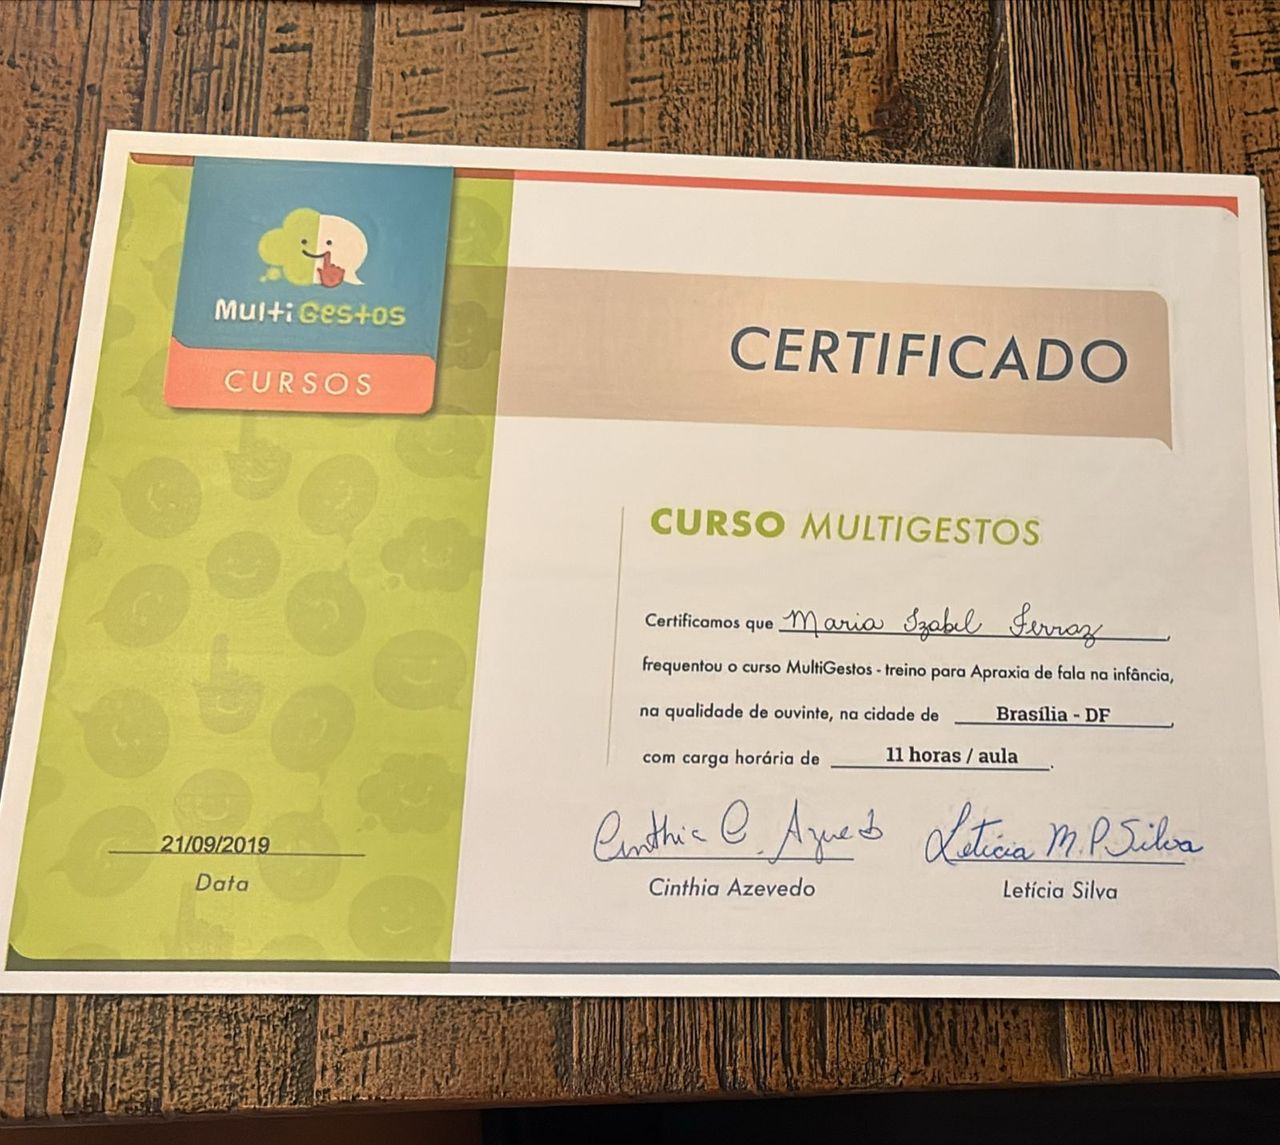 MultiGestos
CURSOS
CERTIFICADO
CURSO MULTIGESTOS
Certificamos que Maria Izabel Ferraz,
frequentou o curso MultiGestos - treino para Apraxia de fala na infância,
na qualidade de ouvinte, na cidade de Brasília - DF,
com carga horária de 11 horas / aula.
Cinthia C. Azevedo
Letícia M. P. Silva
Cinthia Azevedo
Letícia Silva
21/09/2019
Data